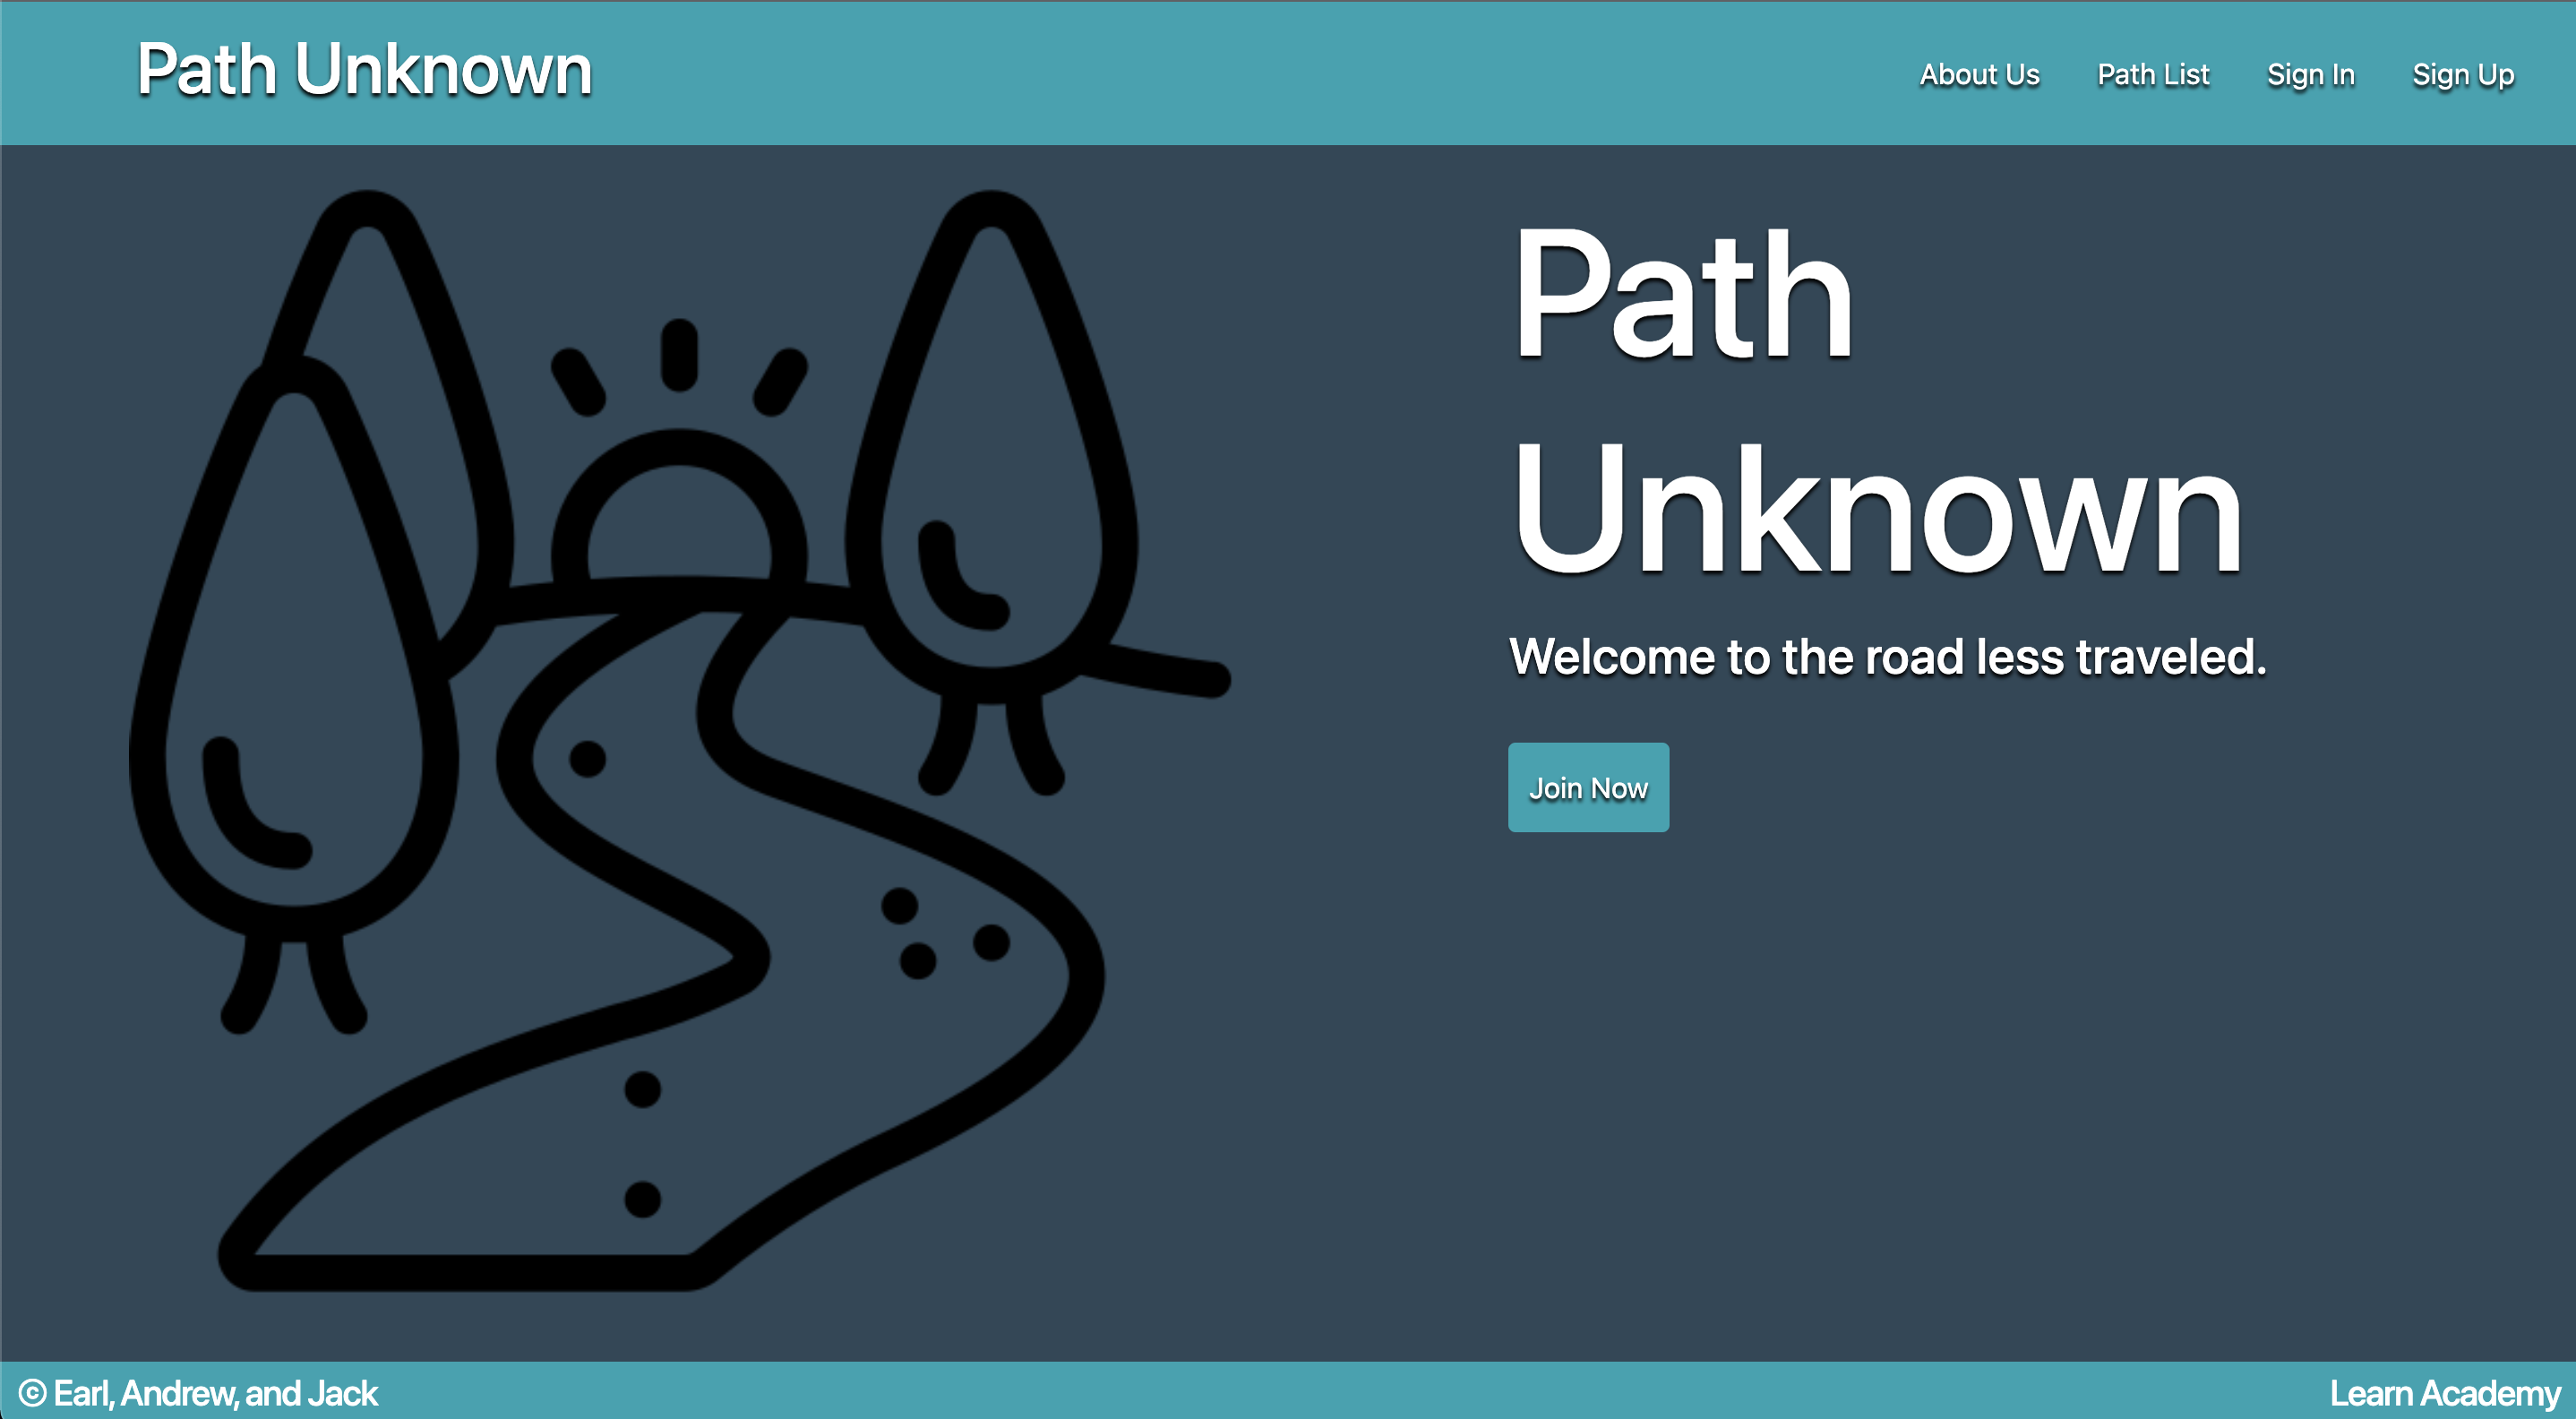 Path Unknown
About Us Path List Sign In Sign Up
Path
Unknown
Welcome to the road less traveled.
Join Now
© Earl, Andrew, and Jack
Learn Academy